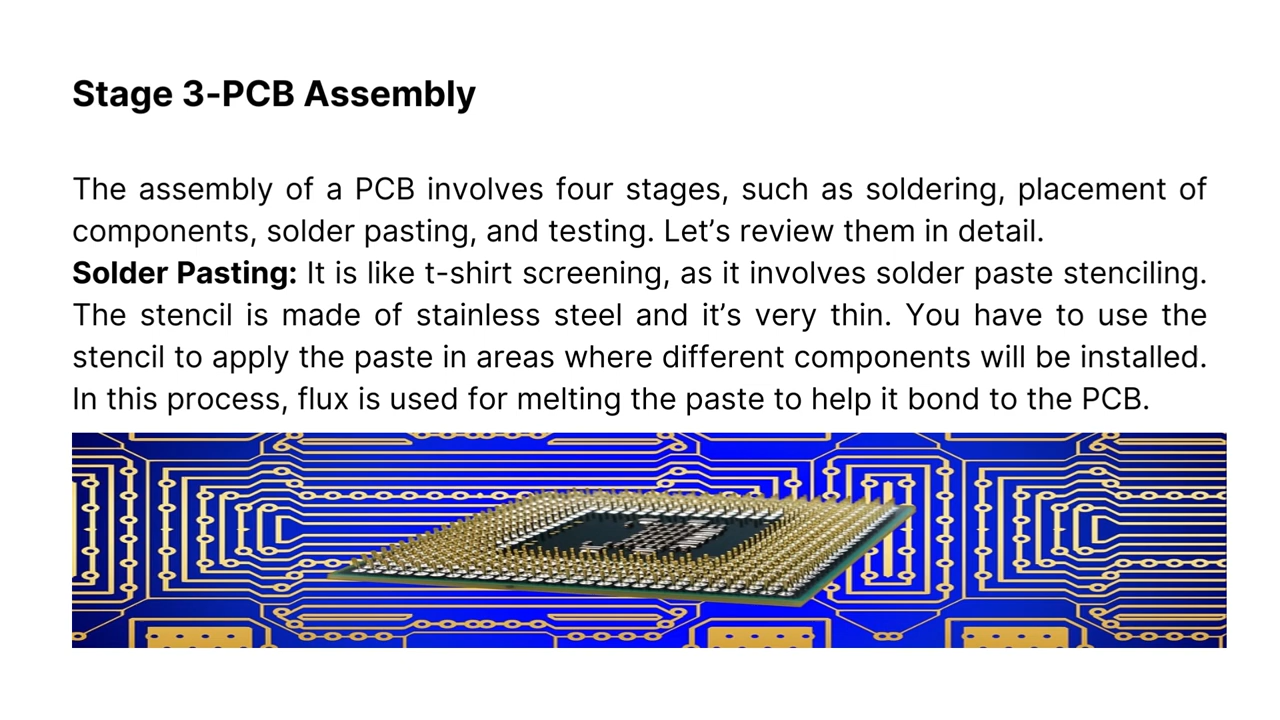 Stage 3-PCB Assembly
The assembly of a PCB involves four stages, such as soldering, placement of
components, solder pasting, and testing. Let’s review them in detail.
Solder Pasting: It is like t-shirt screening, as it involves solder paste stenciling.
The stencil is made of stainless steel and it’s very thin. You have to use the
stencil to apply the paste in areas where different components will be installed.
In this process, flux is used for melting the paste to help it bond to the PCB.